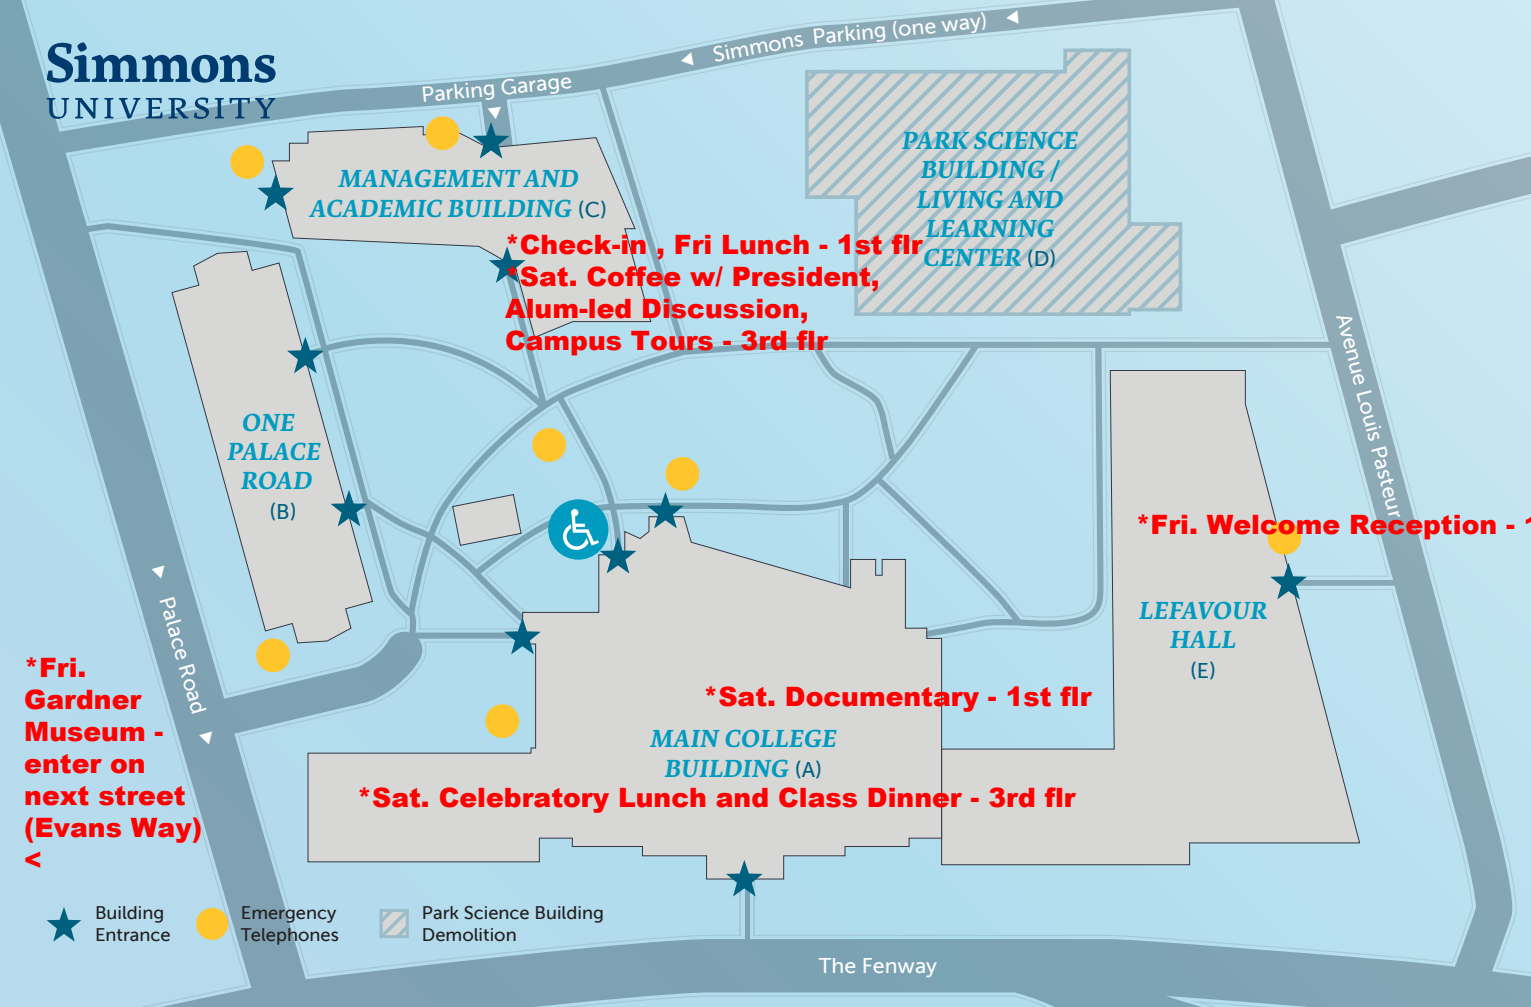 Simmons
UNIVERSITY
Simmons Parking (one way)
Parking Garage
MANAGEMENT AND
ACADEMIC BUILDING (C)
PARK SCIENCE
BUILDING /
LIVING AND
LEARNING
CENTER (D)
*Check-in , Fri Lunch - 1st flr
*Sat. Coffee w/ President,
Alum-led Discussion,
Campus Tours - 3rd flr
Avenue Louis Pasteur
ONE
PALACE
ROAD
(B)
*Fri. Welcome Reception - 1
LEFAVOUR
HALL
(E)
Palace Road
*Fri.
Gardner
Museum -
enter on
next street
(Evans Way)
<
*Sat. Documentary - 1st flr
MAIN COLLEGE
BUILDING (A)
*Sat. Celebratory Lunch and Class Dinner - 3rd flr
Building
Entrance
Emergency
Telephones
Park Science Building
Demolition
The Fenway